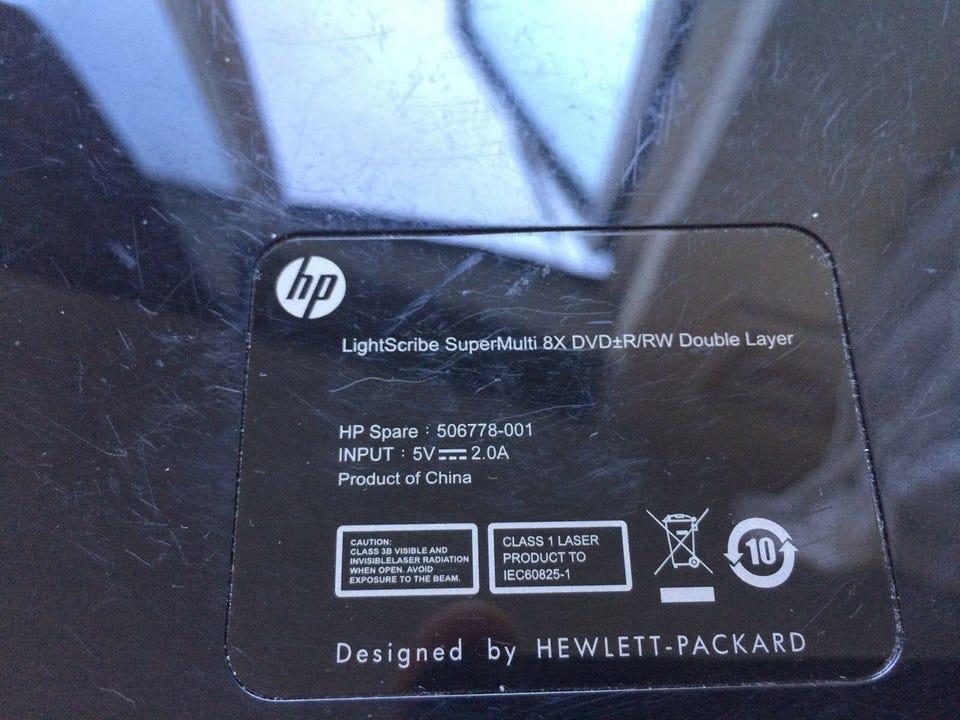 hp
LightScribe SuperMulti 8X DVD±R/RW Double Layer
HP Spare : 506778-001
INPUT : 5V⎓2.0A
Product of China
CAUTION:
CLASS 3B VISIBLE AND
INVISIBLELASER RADIATION
WHEN OPEN. AVOID
EXPOSURE TO THE BEAM.
CLASS 1 LASER
PRODUCT TO
IEC60825-1
10
Designed by HEWLETT-PACKARD